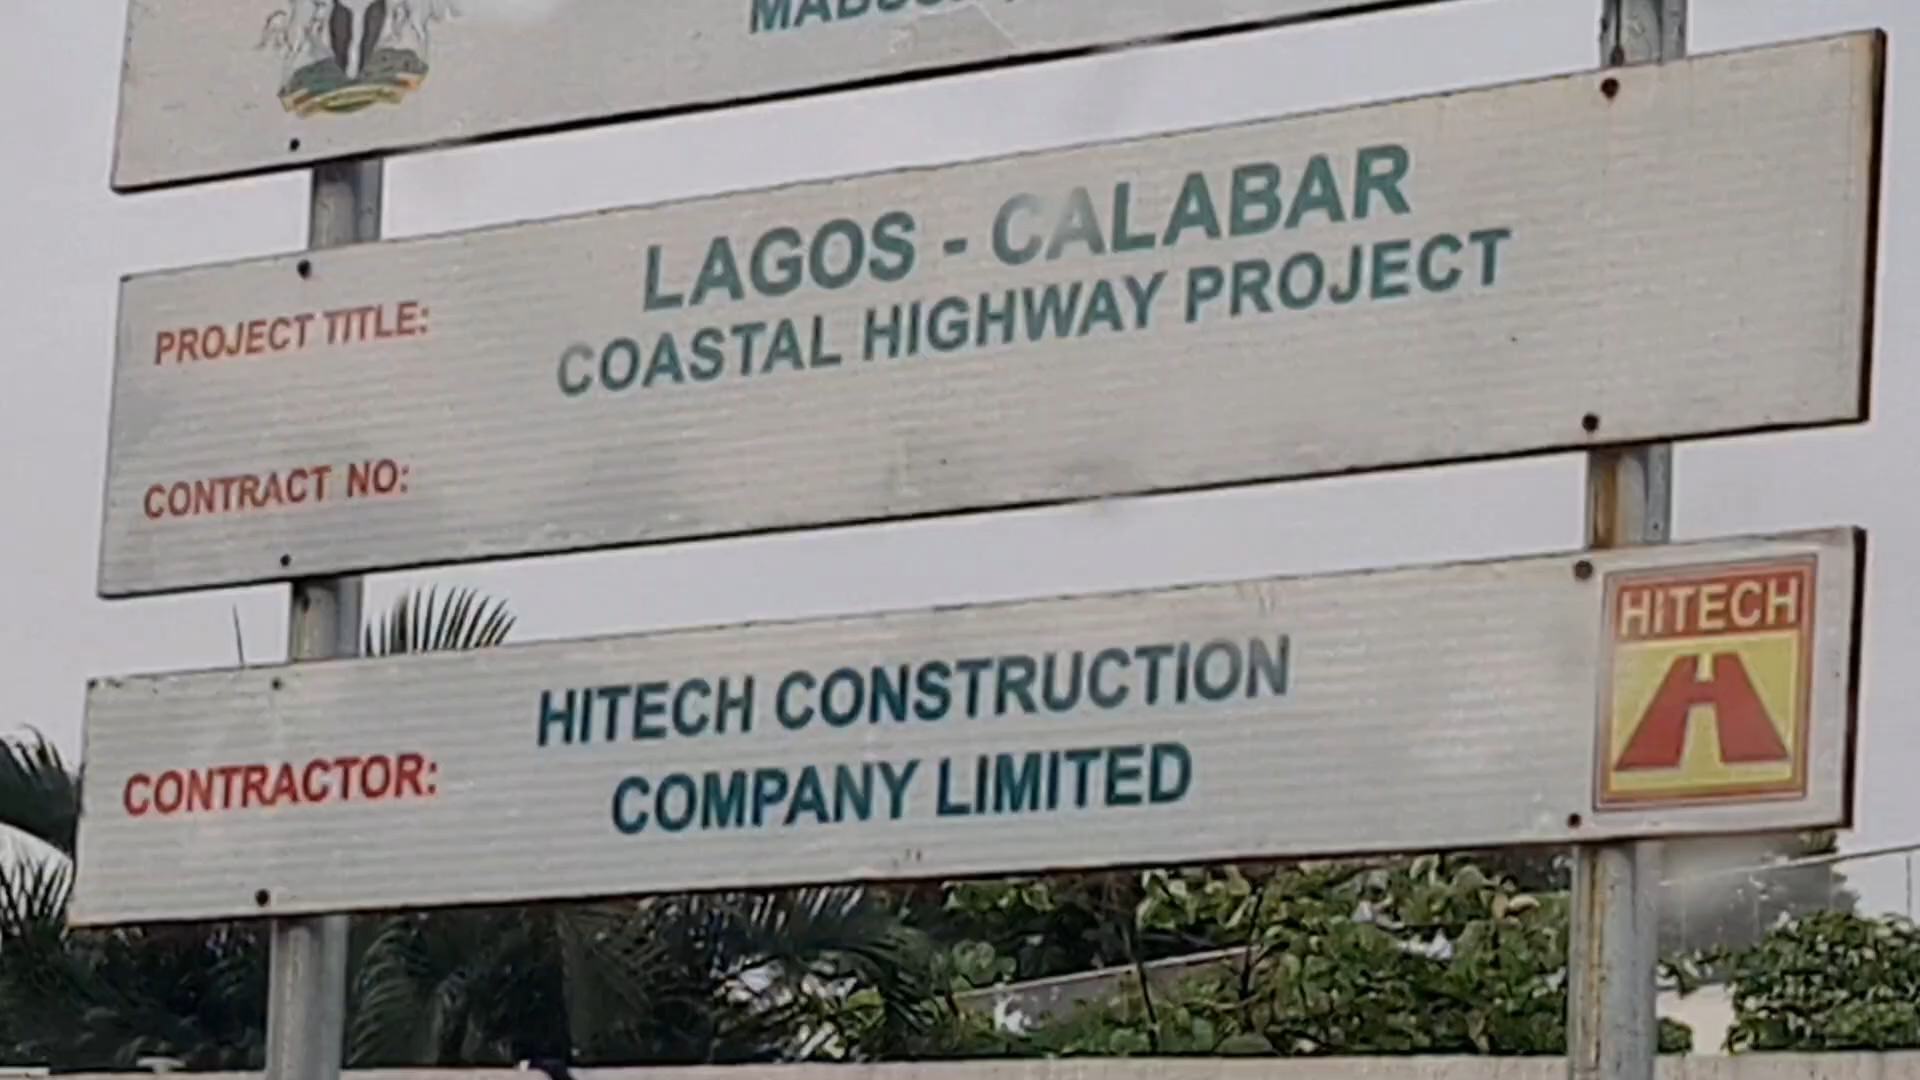 PROJECT TITLE:
LAGOS - CALABAR
COASTAL HIGHWAY PROJECT
CONTRACT NO:
CONTRACTOR:
HITECH CONSTRUCTION
COMPANY LIMITED
HITECH